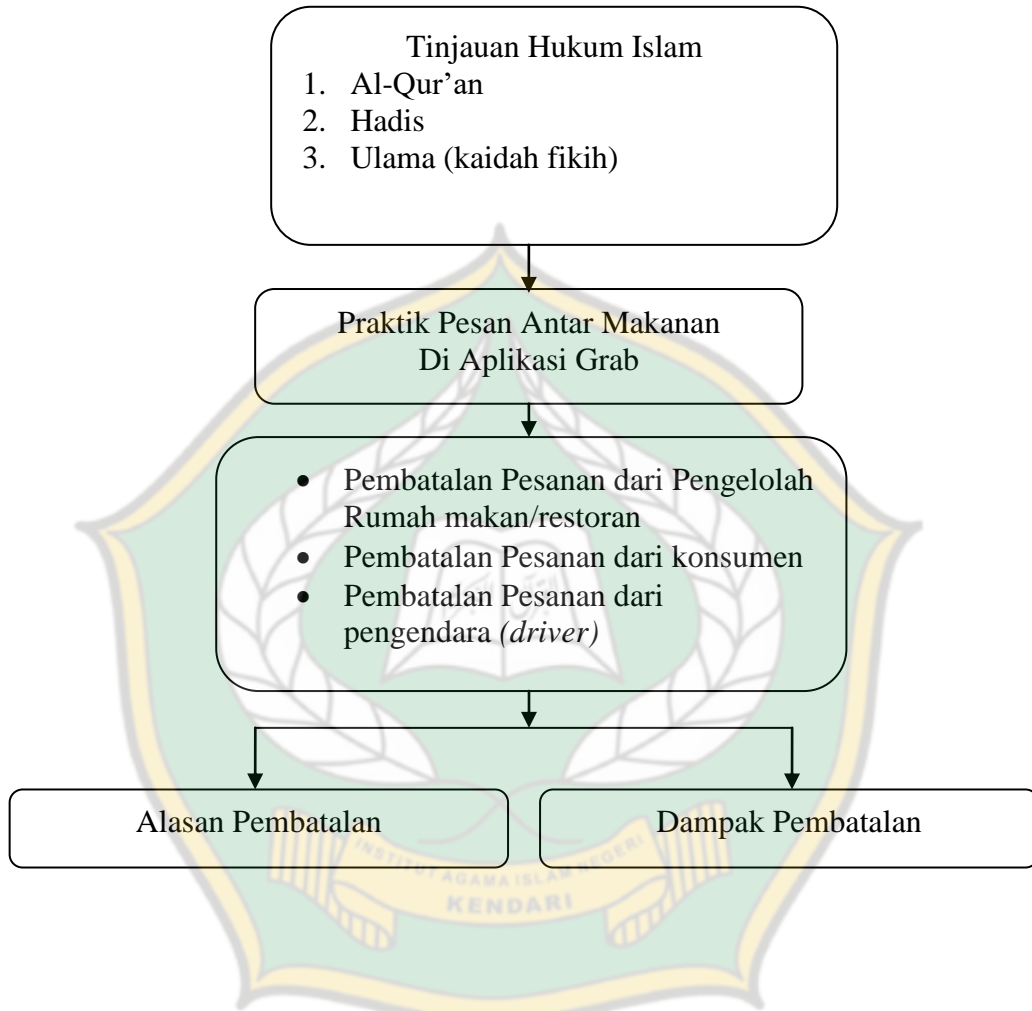 Tinjauan Hukum Islam
1. Al-Qur’an
2. Hadis
3. Ulama (kaidah fikih)
Praktik Pesan Antar Makanan
Di Aplikasi Grab
• Pembatalan Pesanan dari Pengelolah
Rumah makan/restoran
• Pembatalan Pesanan dari konsumen
• Pembatalan Pesanan dari
pengendara (driver)
Alasan Pembatalan
Dampak Pembatalan
INSTITUT AGAMA ISLAM NEGERI
KENDARI